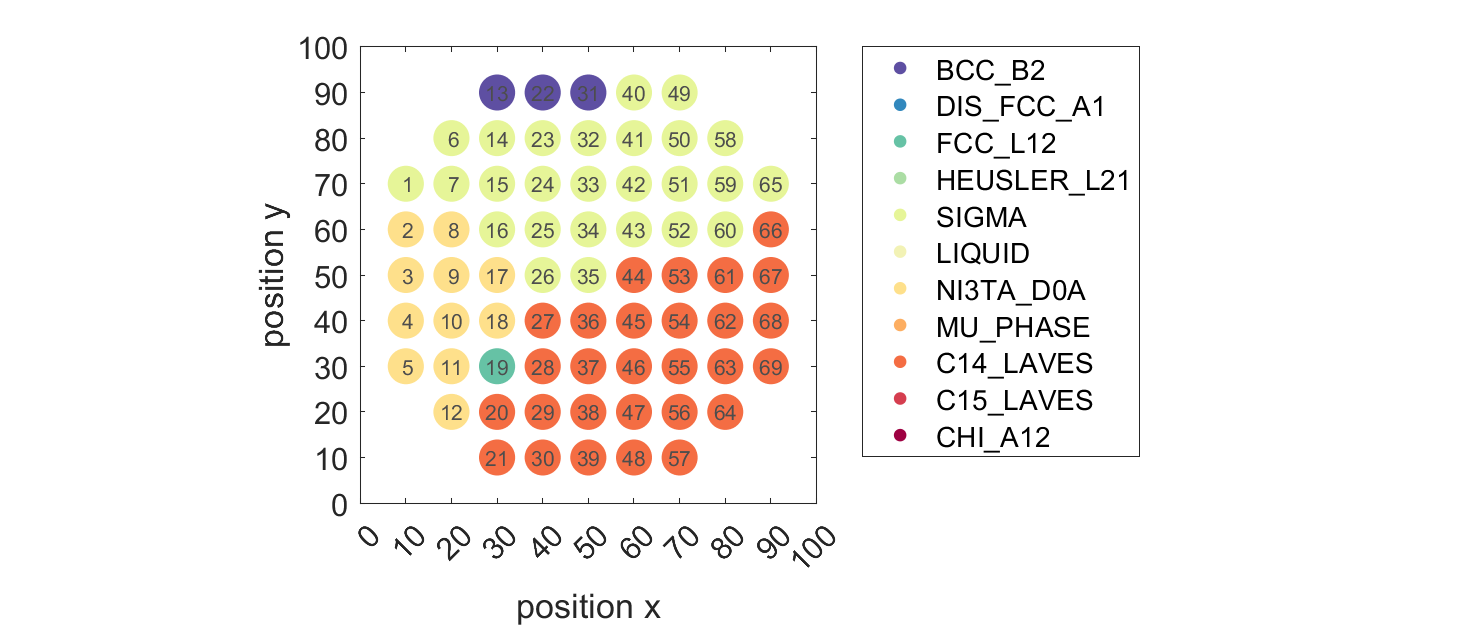 100
90
80
70
60
50
40
30
20
10
0
position y
13 22 31 40 49
6 14 23 32 41 50 58
1 7 15 24 33 42 51 59 65
2 8 16 25 34 43 52 60 66
3 9 17 26 35 44 53 61 67
4 10 18 27 36 45 54 62 68
5 11 19 28 37 46 55 63 69
12 20 29 38 47 56 64
21 30 39 48 57
0 10 20 30 40 50 60 70 80 90 100
position x
BCC_B2
DIS_FCC_A1
FCC_L12
HEUSLER_L21
SIGMA
LIQUID
NI3TA_D0A
MU_PHASE
C14_LAVES
C15_LAVES
CHI_A12